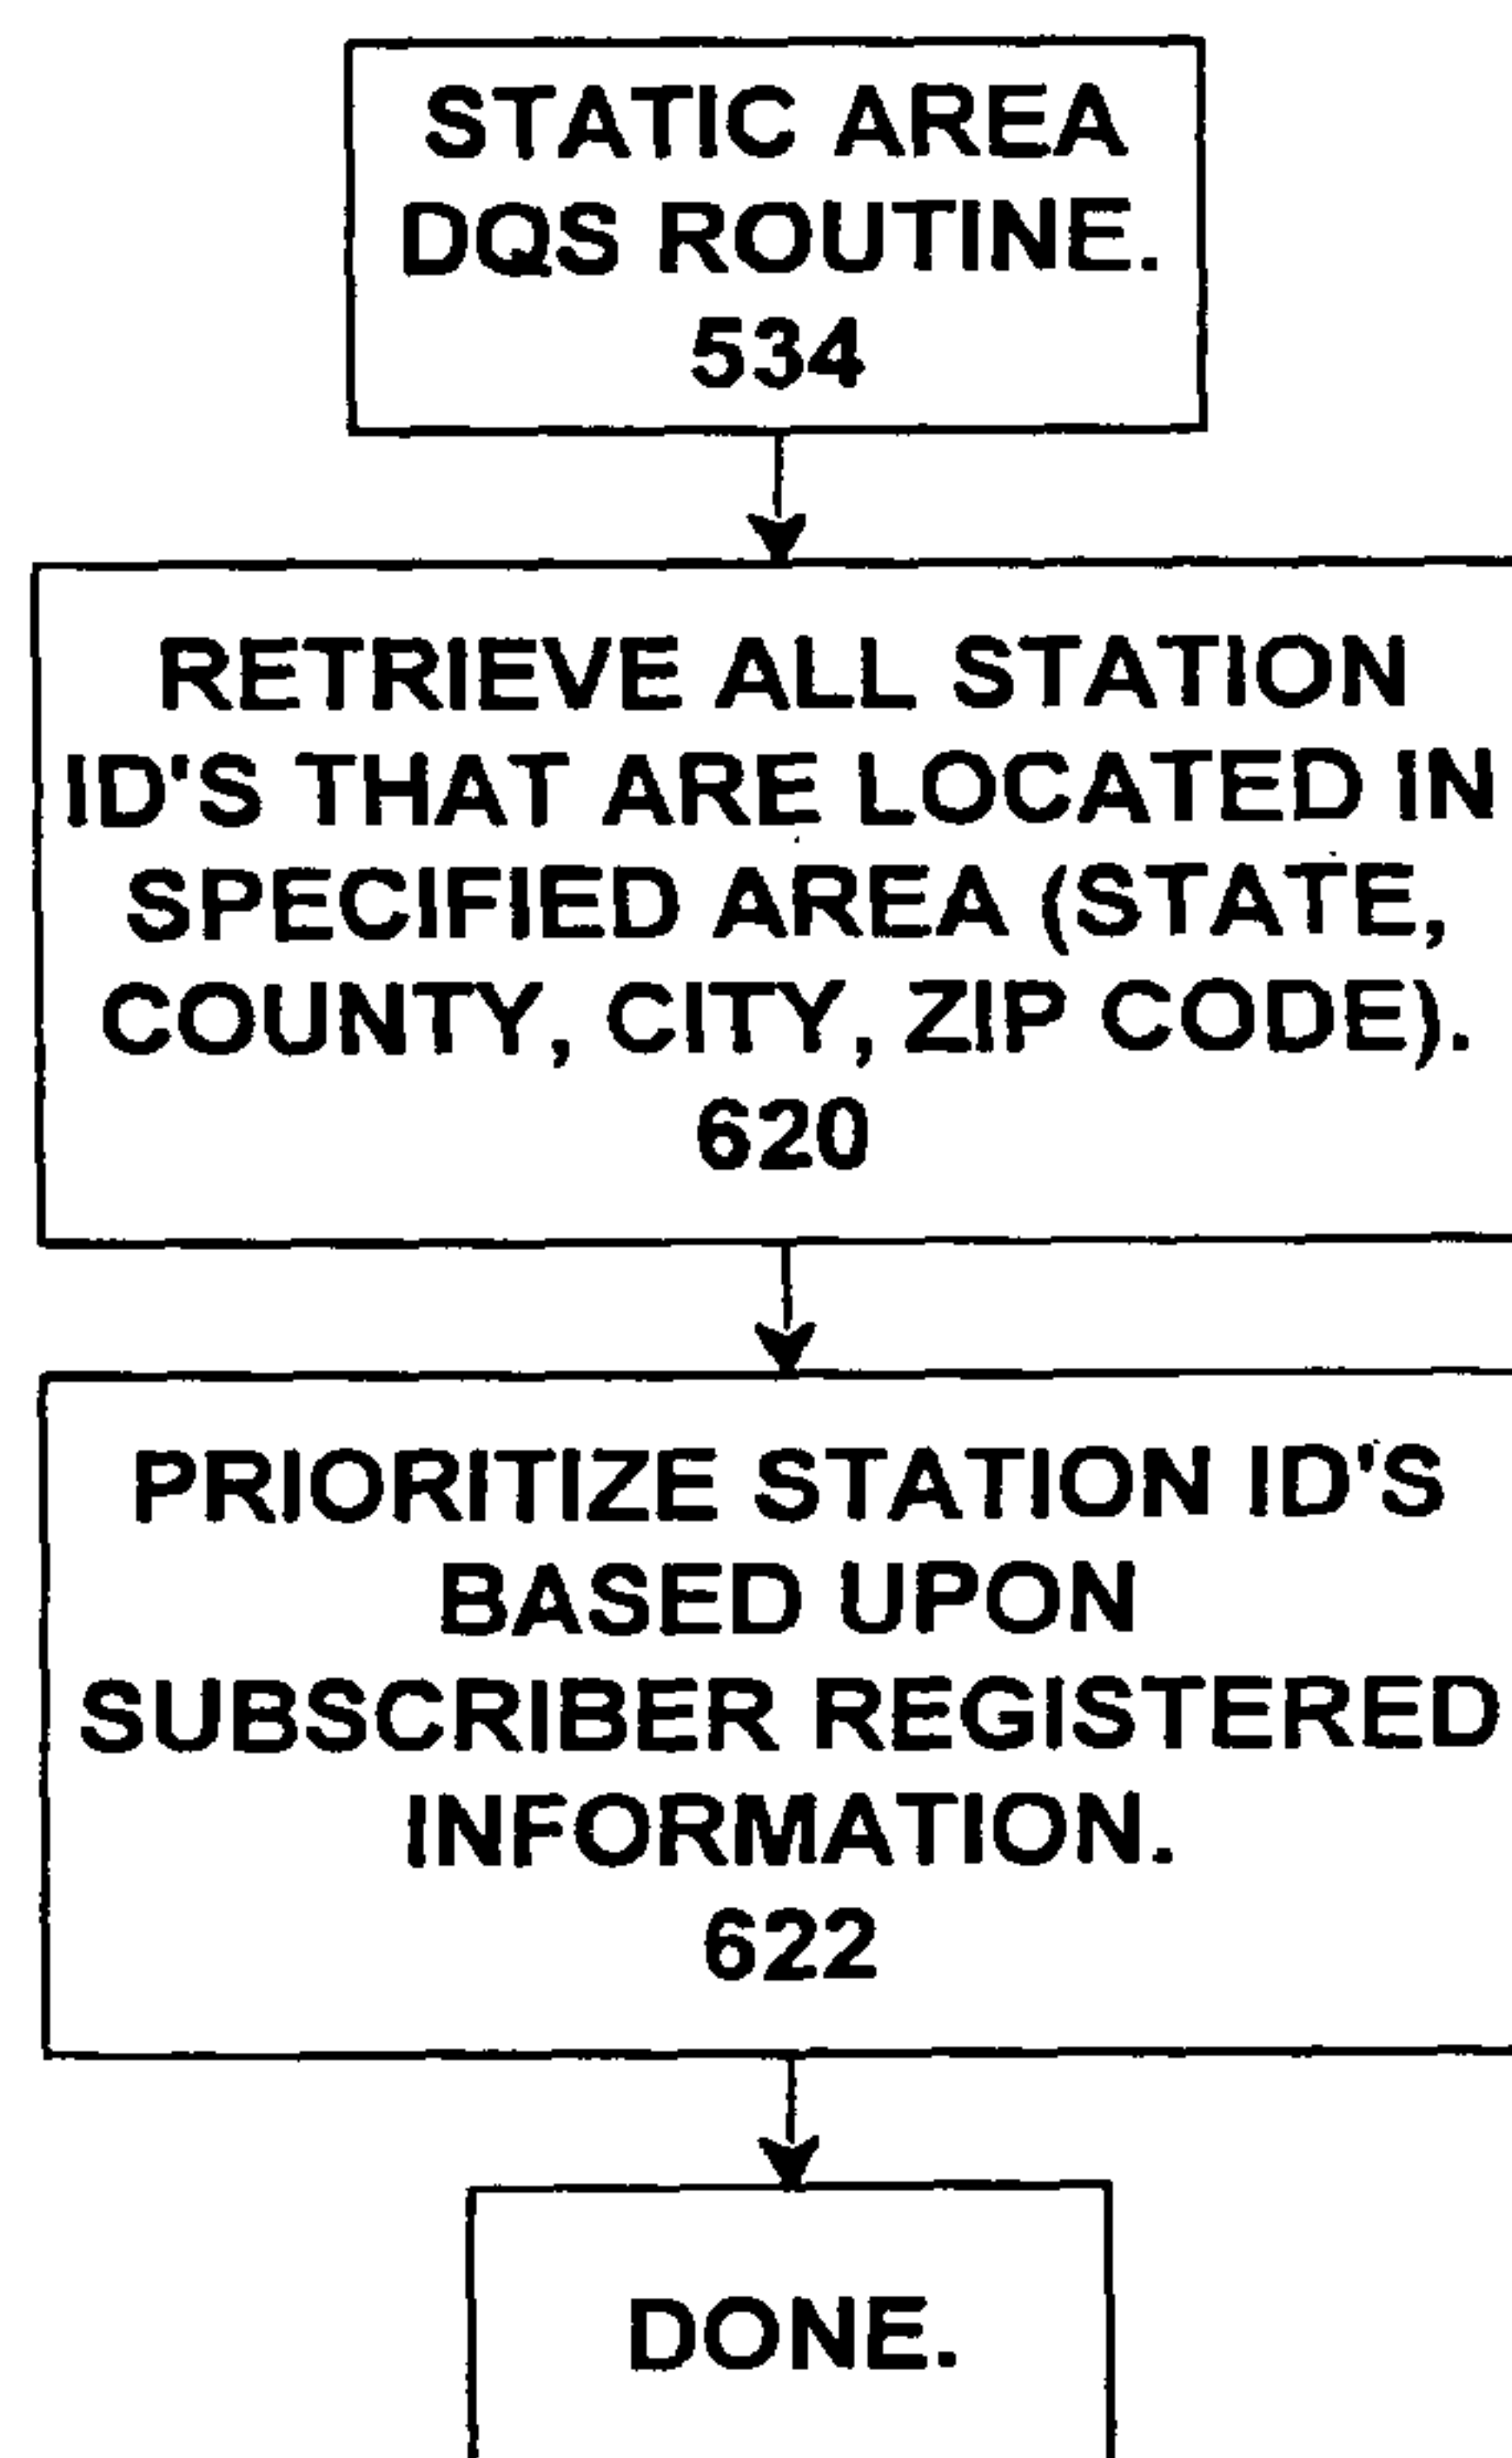 STATIC AREA
DQS ROUTINE.
534
RETRIEVE ALL STATION
ID'S THAT ARE LOCATED IN
SPECIFIED AREA (STATE,
COUNTY, CITY, ZIP CODE).
620
PRIORITIZE STATION ID'S
BASED UPON
SUBSCRIBER REGISTERED
INFORMATION.
622
DONE.